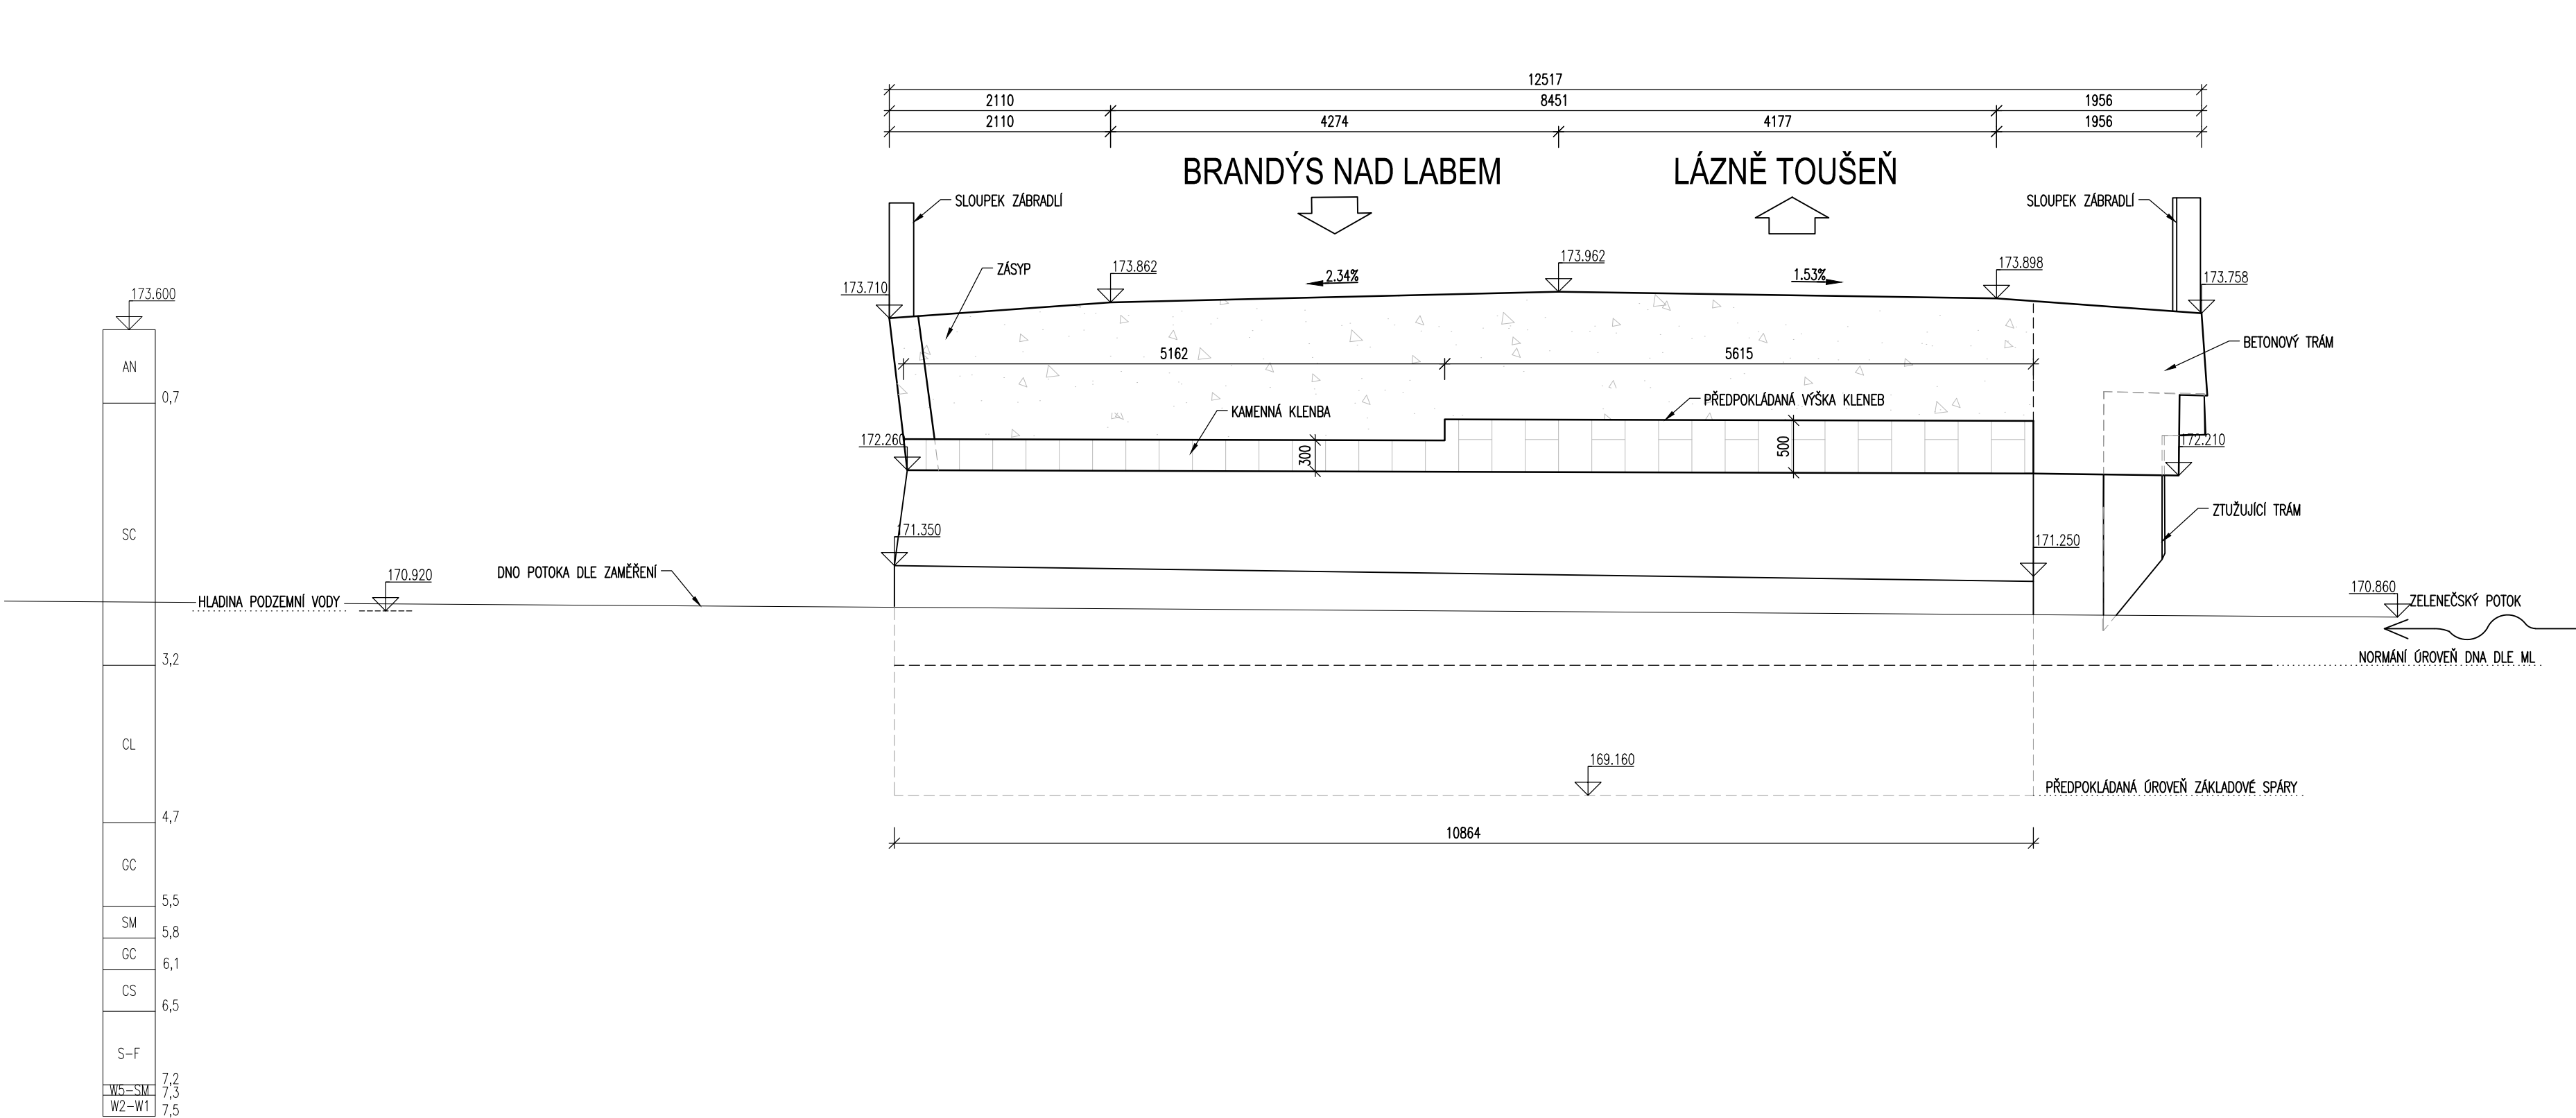 12517
2110 8451 1956
2110 4274 4177 1956
BRANDÝS NAD LABEM LÁZNĚ TOUŠEŇ
SLOUPEK ZÁBRADLÍ SLOUPEK ZÁBRADLÍ
173.962
173.862 ZÁSYP 2.34% 1.53% 173.898
173.710 173.758
173.600
BETONOVÝ TRÁM
5162 5615
AN
0,7
KAMENNÁ KLENBA PŘEDPOKLÁDANÁ VÝŠKA KLENEB
172.260 300 500 172.210
SC
171.350 171.250
ZTUŽUJÍCÍ TRÁM
DNO POTOKA DLE ZAMĚŘENÍ
170.920 170.860
HLADINA PODZEMNÍ VODY ZELENEČSKÝ POTOK
3,2
NORMÁNÍ ÚROVEŇ DNA DLE ML
CL
169.160
PŘEDPOKLÁDANÁ ÚROVEŇ ZÁKLADOVÉ SPÁRY
4,7
10864
GC
5,5
SM
5,8
GC
6,1
CS
6,5
S-F
7,2
W5-SM 7,3
W2-W1 7,5